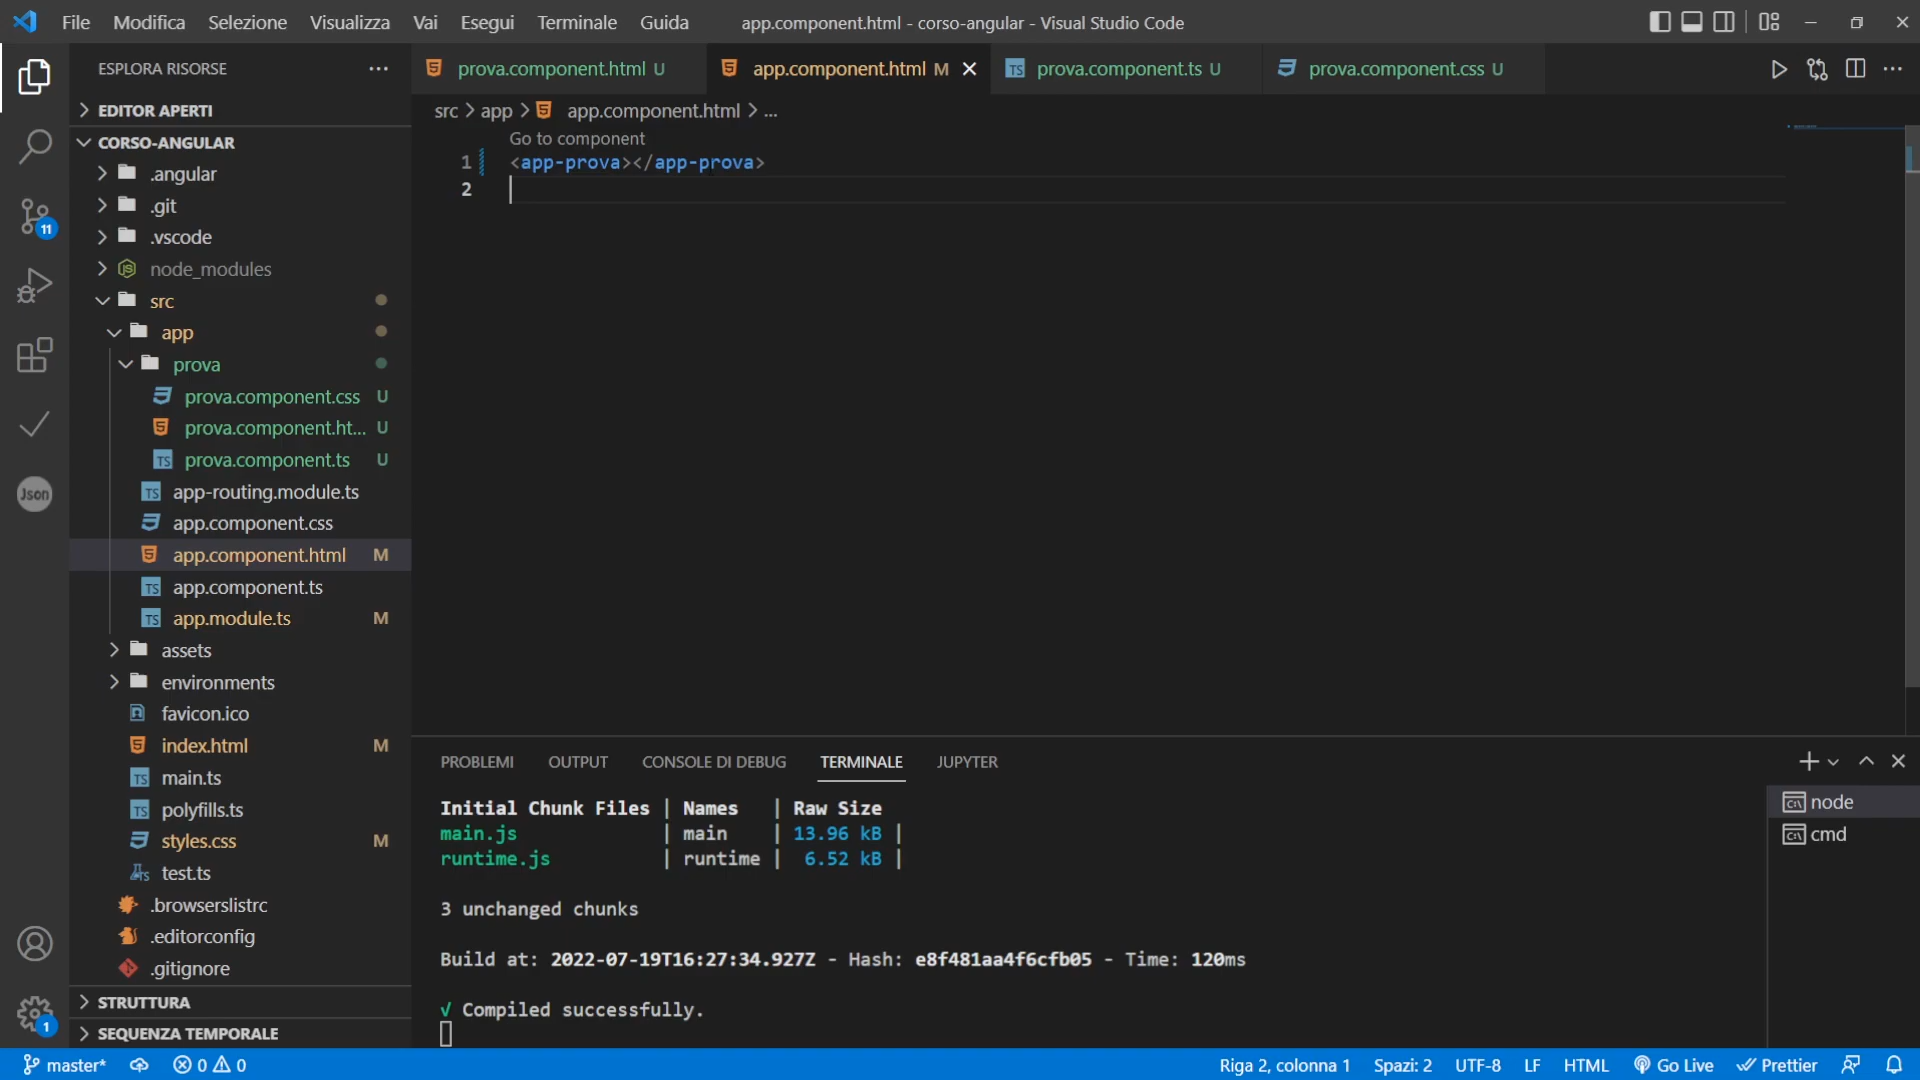 File Modifica Selezione Visualizza Vai Esegui Terminale Guida app.component.html - corso-angular - Visual Studio Code
ESPLORA RISORSE
EDITOR APERTI
CORSO-ANGULAR
.angular
.git
.vscode
node_modules
src
app
prova
prova.component.css U
prova.component.ht... U
prova.component.ts U
app-routing.module.ts
app.component.css
app.component.html M
app.component.ts
app.module.ts M
assets
environments
favicon.ico
index.html M
main.ts
polyfills.ts
styles.css M
test.ts
.browserslistrc
.editorconfig
.gitignore
STRUTTURA
SEQUENZA TEMPORALE
11
Json
1
prova.component.html U app.component.html M prova.component.ts U prova.component.css U
src > app > app.component.html > ...
Go to component
1 <app-prova></app-prova>
2
PROBLEMI OUTPUT CONSOLE DI DEBUG TERMINALE JUPYTER
Initial Chunk Files | Names | Raw Size
main.js | main | 13.96 kB |
runtime.js | runtime | 6.52 kB |
3 unchanged chunks
Build at: 2022-07-19T16:27:34.927Z - Hash: e8f481aa4f6cfb05 - Time: 120ms
√ Compiled successfully.
node
cmd
master* 0 0 Riga 2, colonna 1 Spazi: 2 UTF-8 LF HTML Go Live Prettier